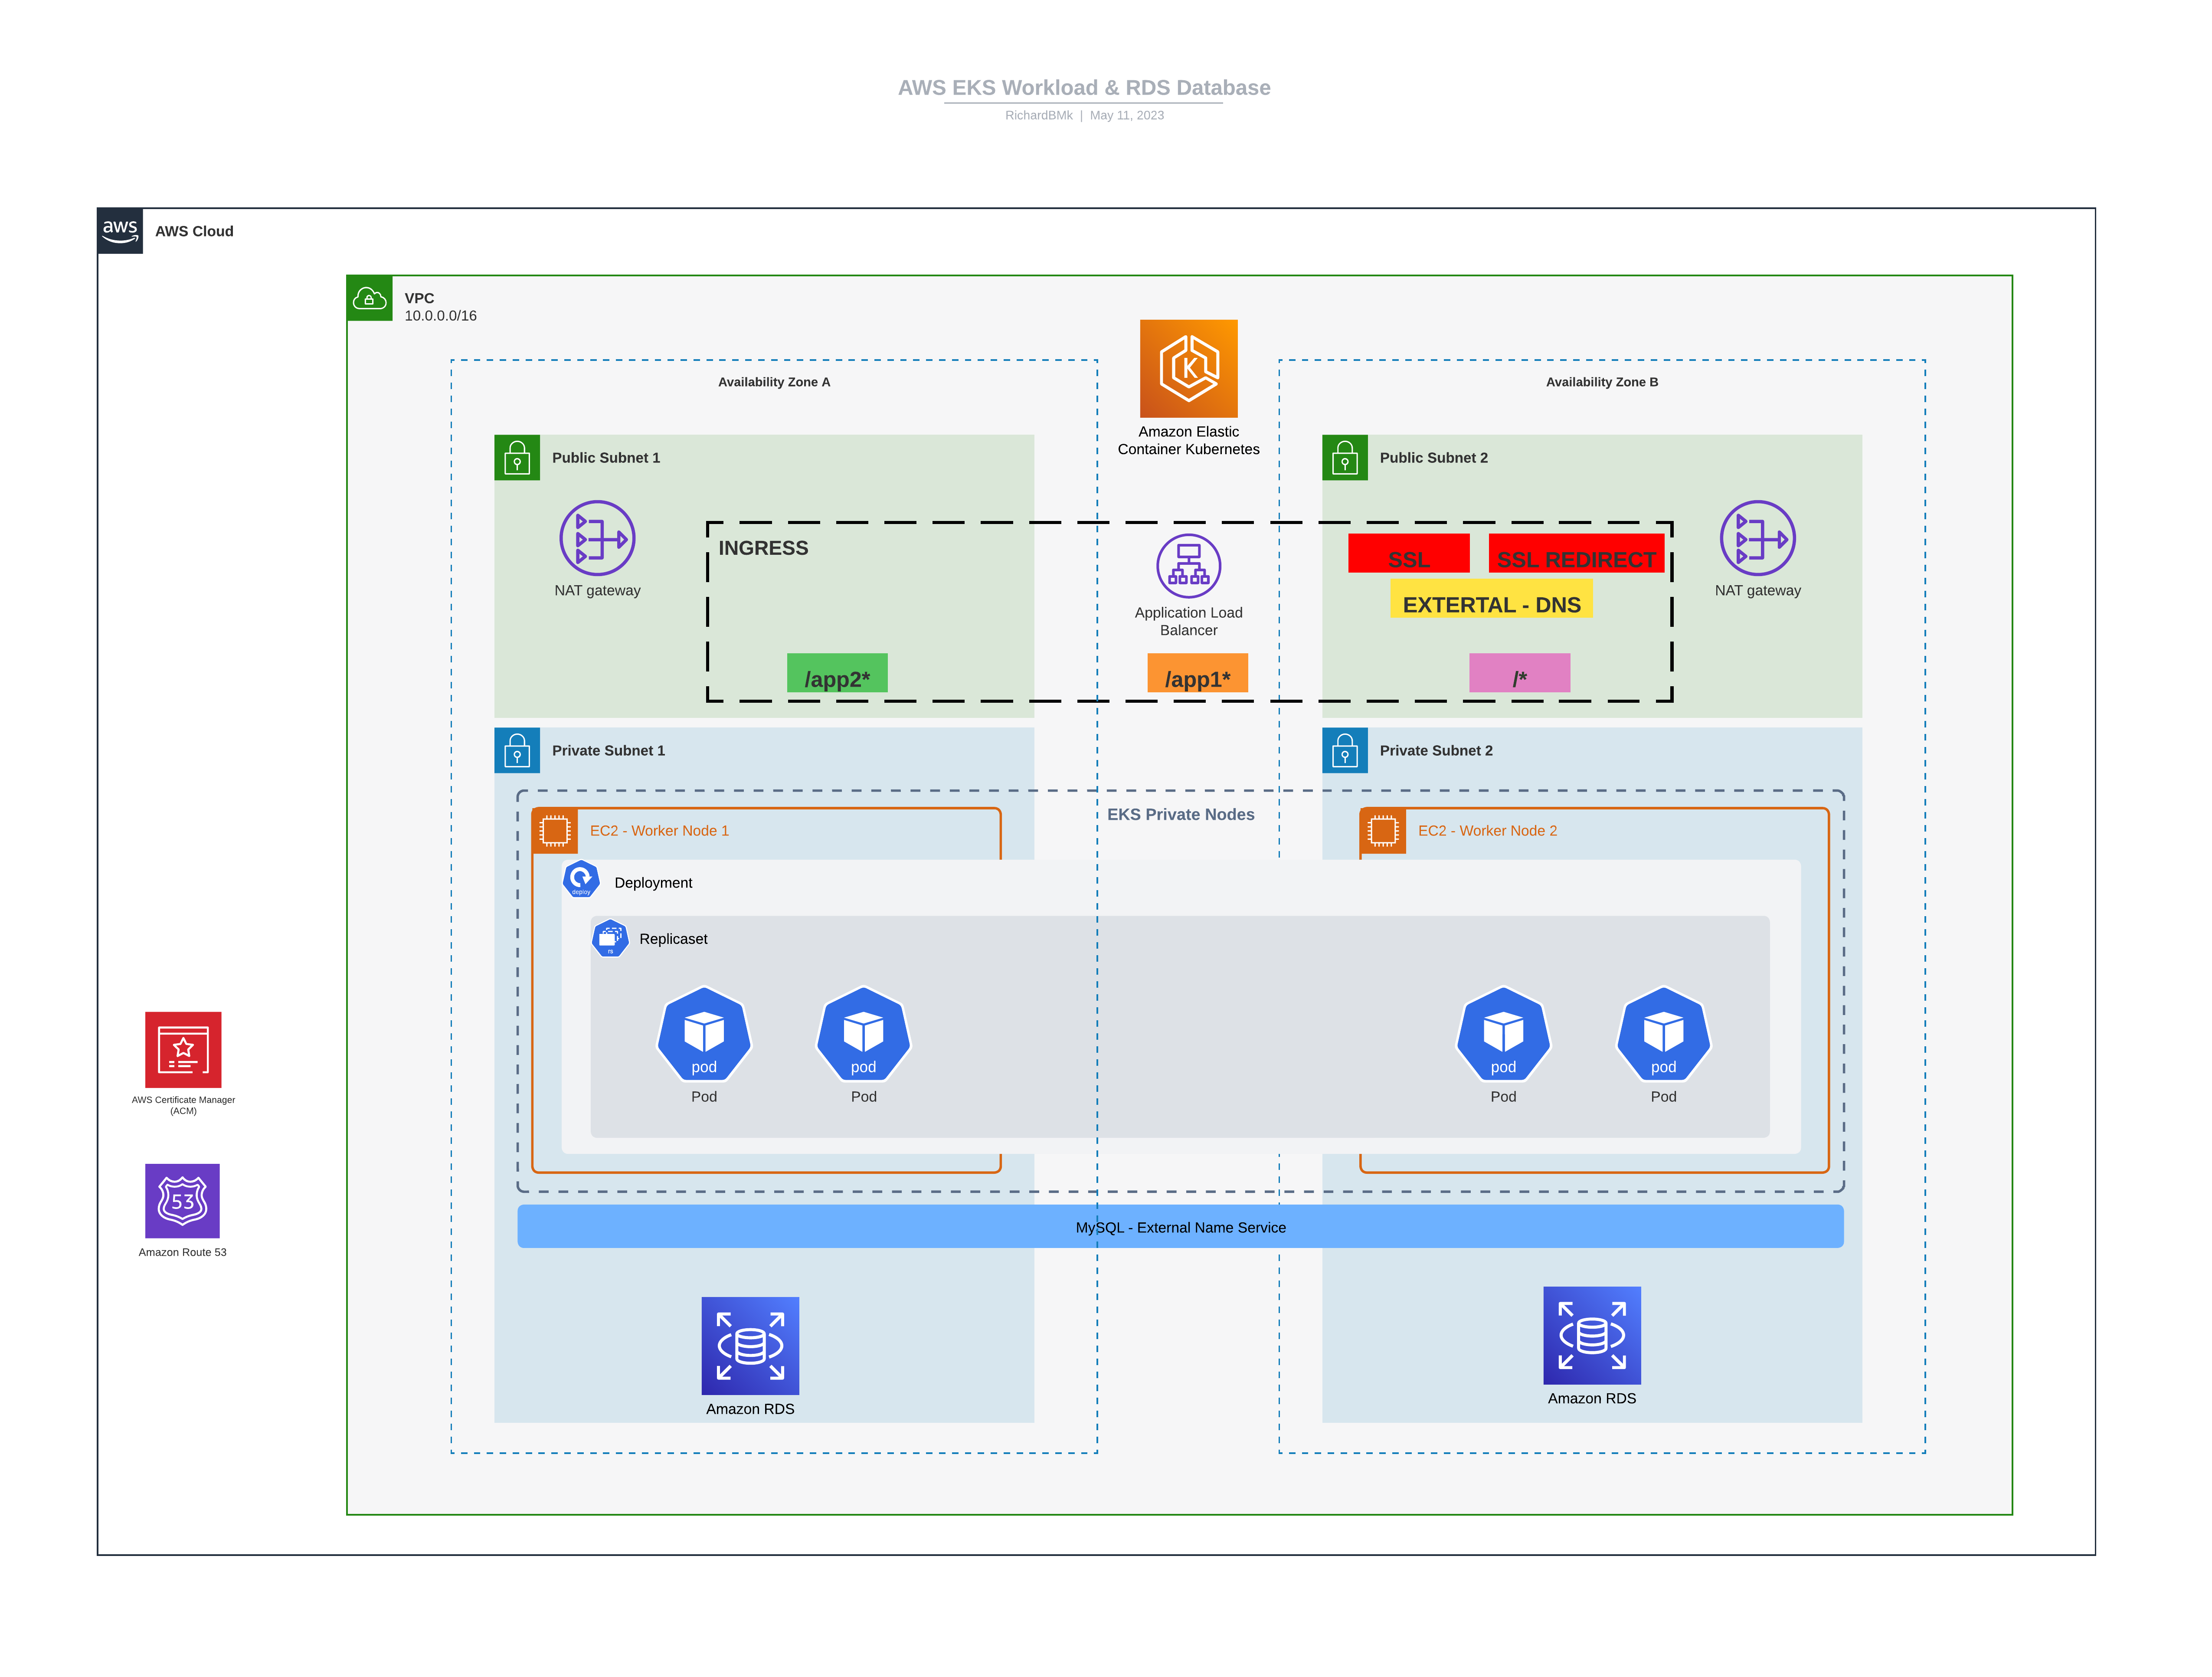 AWS EKS Workload & RDS Database
RichardBMk | May 11, 2023
aws
AWS Cloud
VPC
10.0.0.0/16
Availability Zone A
Availability Zone B
K
Amazon Elastic
Container Kubernetes
Public Subnet 1
Public Subnet 2
NAT gateway
INGRESS
Application Load
Balancer
SSL
SSL REDIRECT
EXTERTAL - DNS
NAT gateway
/app2*
/app1*
/*
Private Subnet 1
Private Subnet 2
EKS Private Nodes
EC2 - Worker Node 1
EC2 - Worker Node 2
deploy
Deployment
rs
Replicaset
pod
Pod
pod
Pod
pod
Pod
pod
Pod
AWS Certificate Manager
(ACM)
53
Amazon Route 53
MySQL - External Name Service
Amazon RDS
Amazon RDS